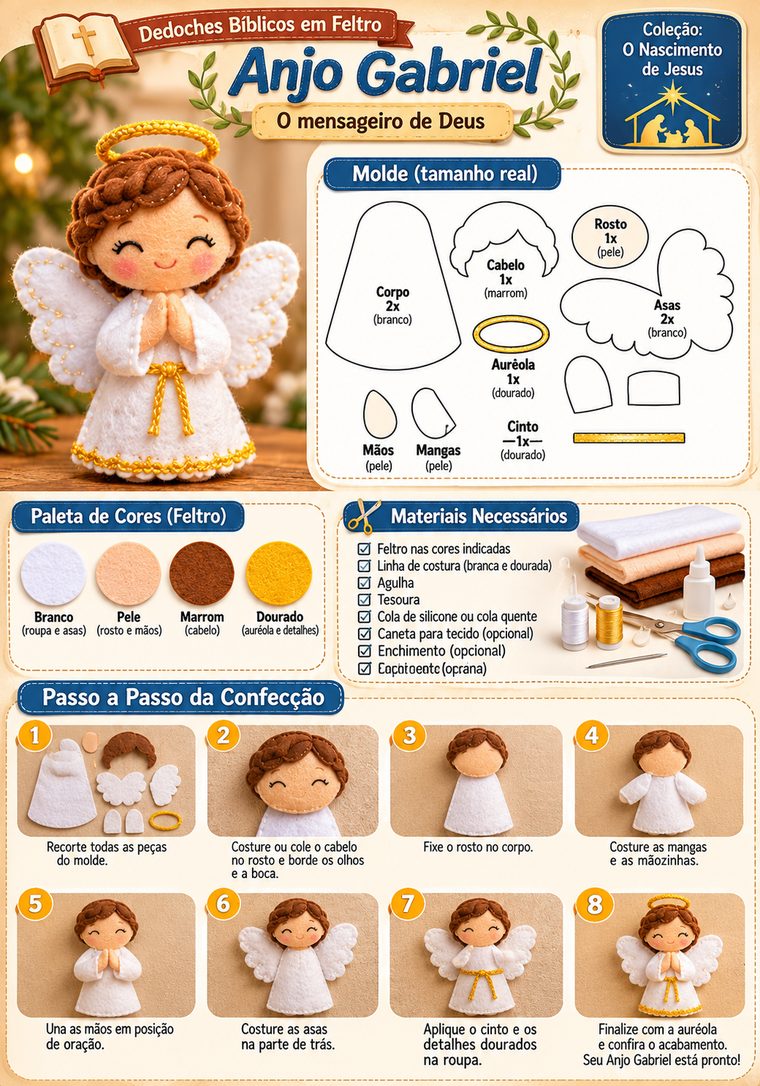 Dedoches Bíblicos em Feltro
Anjo Gabriel
O mensageiro de Deus
Coleção:
O Nascimento
de Jesus
Molde (tamanho real)
Corpo
2x
(branco)
Cabelo
1x
(marrom)
Rosto
1x
(pele)
Asas
2x
(branco)
Auréola
1x
(dourado)
Mãos
(pele)
Mangas
(pele)
Cinto
1x
(dourado)
Paleta de Cores (Feltro)
Branco
(roupa e asas)
Pele
(rosto e mãos)
Marrom
(cabelo)
Dourado
(auréola e detalhes)
Materiais Necessários
Feltro nas cores indicadas
Linha de costura (branca e dourada)
Agulha
Tesoura
Cola de silicone ou cola quente
Caneta para tecido (opcional)
Enchimento (opcional)
Passo a Passo da Confecção
1
Recorte todas as peças
do molde.
2
Costure ou cole o cabelo
no rosto e borde os olhos
e a boca.
3
Fixe o rosto no corpo.
4
Costure as mangas
e as mãozinhas.
5
Una as mãos em posição
de oração.
6
Costure as asas
na parte de trás.
7
Aplique o cinto e os
detalhes dourados
na roupa.
8
Finalize com a auréola
e confira o acabamento.
Seu Anjo Gabriel está pronto!